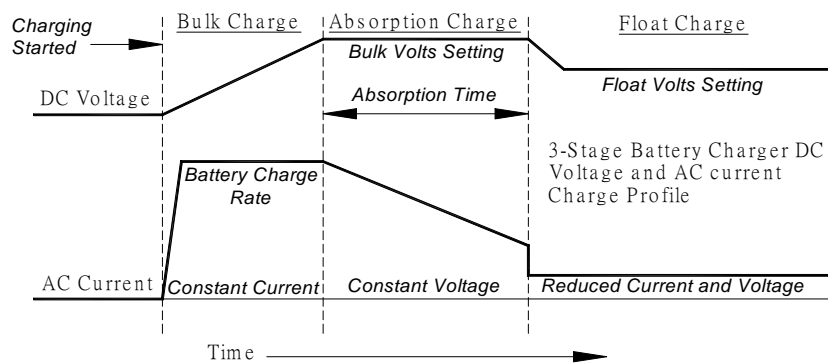 Charging
Started
Bulk Charge
Absorption Charge
Float Charge
Bulk Volts Setting
Float Volts Setting
DC Voltage
Absorption Time
3-Stage Battery Charger DC
Voltage and AC current
Charge Profile
Battery Charge
Rate
AC Current
Constant Current
Constant Voltage
Reduced Current and Voltage
Time